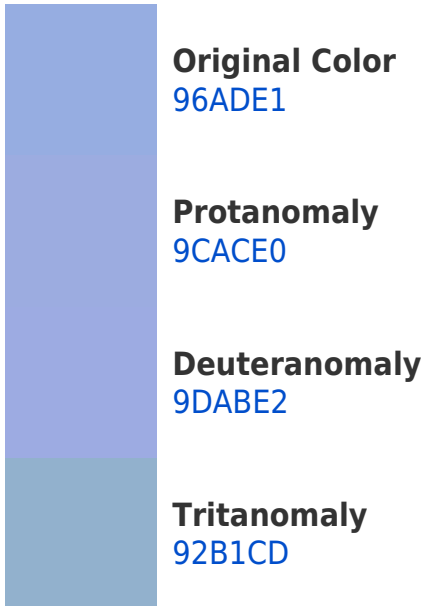 Original Color
96ADE1
Protanomaly
9CACE0
Deuteranomaly
9DABE2
Tritanomaly
92B1CD